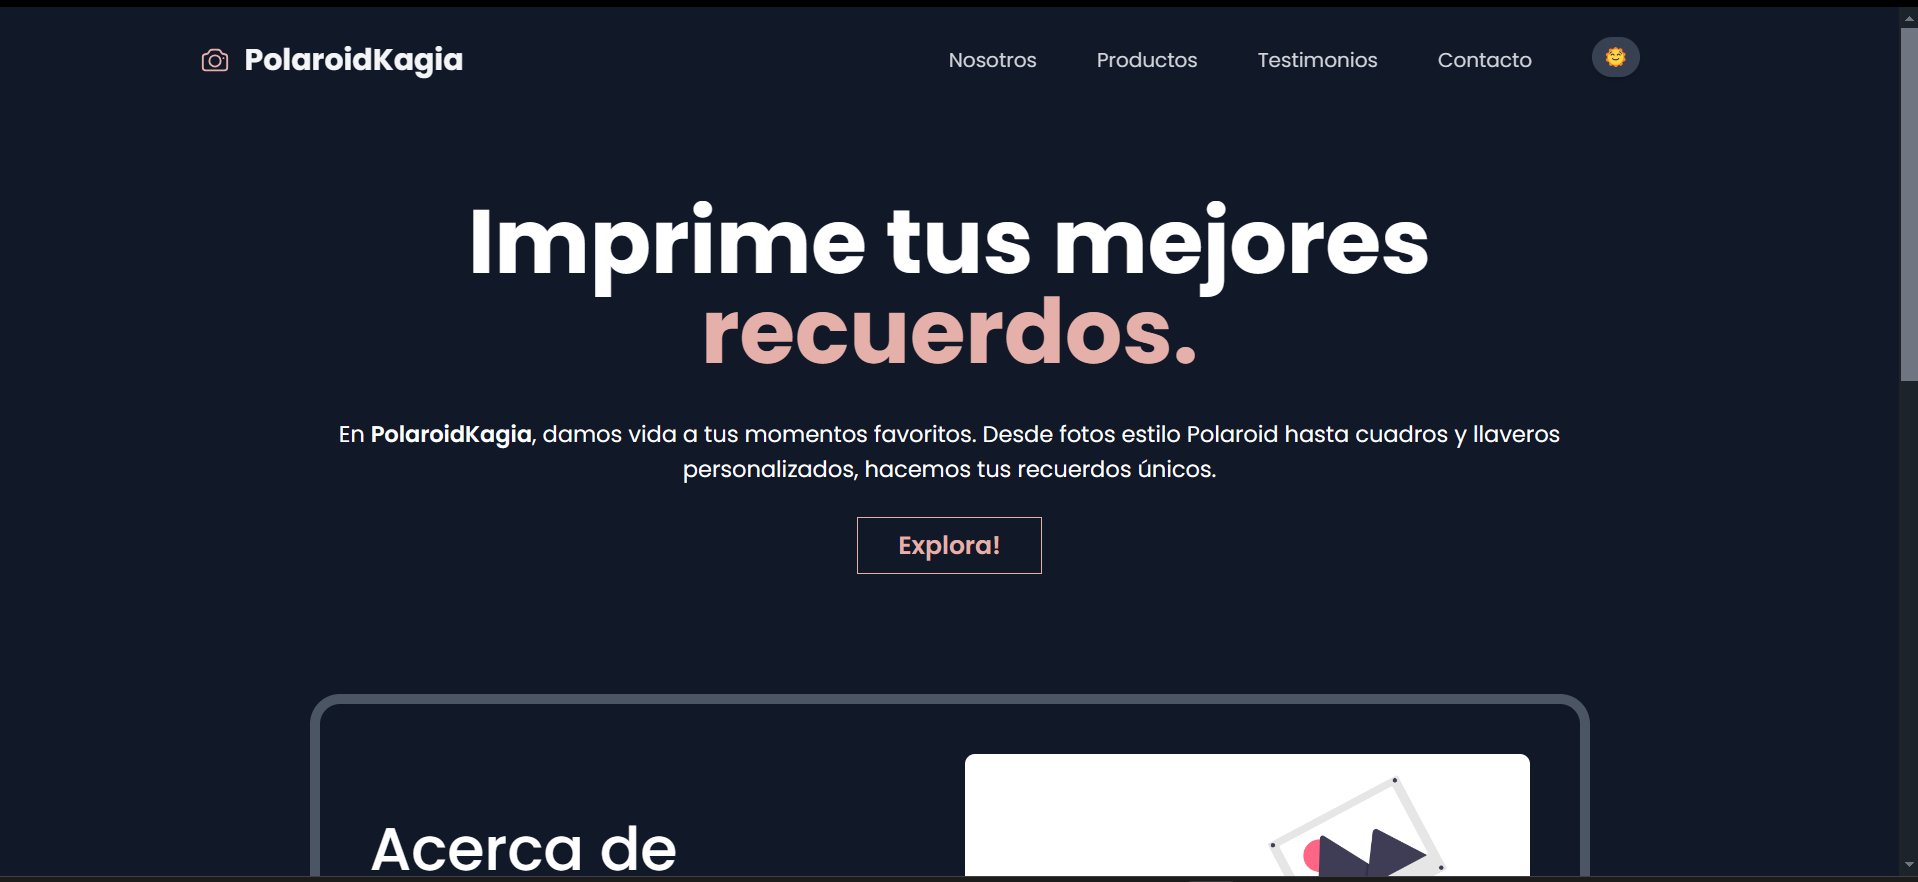 PolaroidKagia
Nosotros Productos Testimonios Contacto
Imprime tus mejores
recuerdos.
En PolaroidKagia, damos vida a tus momentos favoritos. Desde fotos estilo Polaroid hasta cuadros y llaveros
personalizados, hacemos tus recuerdos únicos.
Explora!
Acerca de